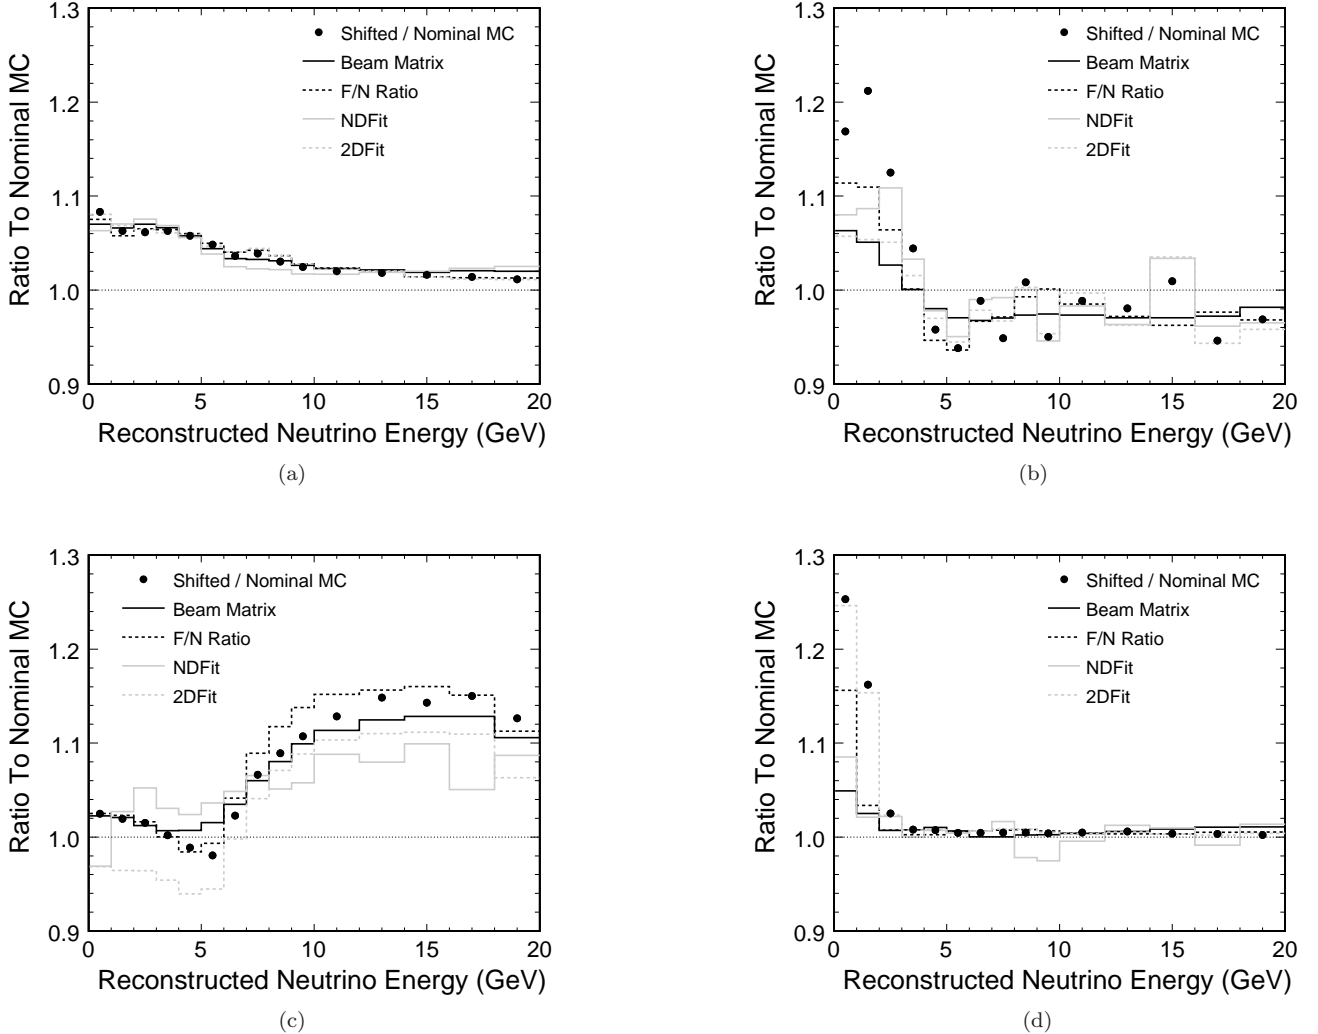 1.3
1.2
1.1
1.0
0.9
Ratio To Nominal MC
Shifted / Nominal MC
Beam Matrix
F/N Ratio
NDFit
2DFit
0 5 10 15 20
Reconstructed Neutrino Energy (GeV)
(a)
1.3
1.2
1.1
1.0
0.9
Ratio To Nominal MC
Shifted / Nominal MC
Beam Matrix
F/N Ratio
NDFit
2DFit
0 5 10 15 20
Reconstructed Neutrino Energy (GeV)
(b)
1.3
1.2
1.1
1.0
0.9
Ratio To Nominal MC
Shifted / Nominal MC
Beam Matrix
F/N Ratio
NDFit
2DFit
0 5 10 15 20
Reconstructed Neutrino Energy (GeV)
(c)
1.3
1.2
1.1
1.0
0.9
Ratio To Nominal MC
Shifted / Nominal MC
Beam Matrix
F/N Ratio
NDFit
2DFit
0 5 10 15 20
Reconstructed Neutrino Energy (GeV)
(d)